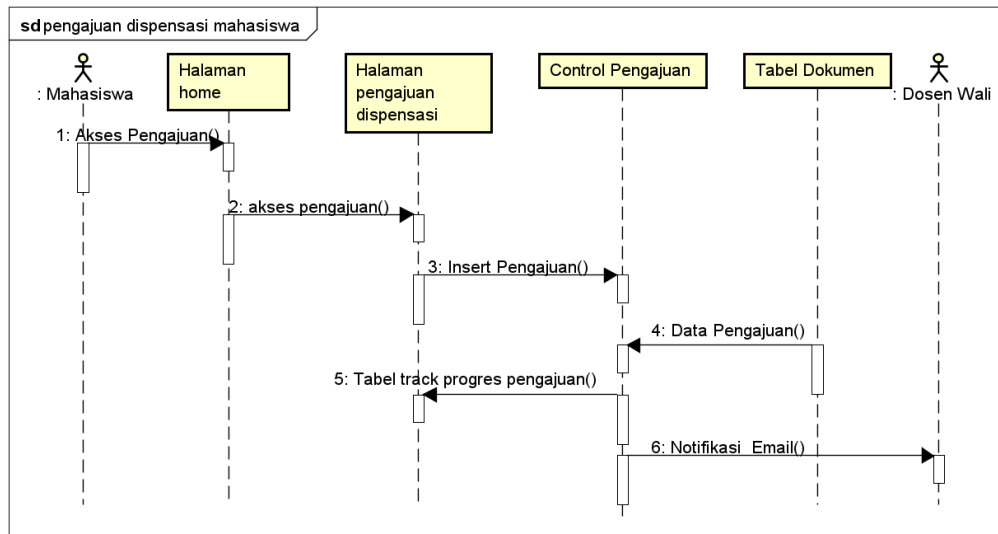 sd pengajuan dispensasi mahasiswa
: Mahasiswa
Halaman
home
Halaman
pengajuan
dispensasi
Control Pengajuan
Tabel Dokumen
: Dosen Wali
1: Akses Pengajuan()
2: akses pengajuan()
3: Insert Pengajuan()
4: Data Pengajuan()
5: Tabel track progres pengajuan()
6: Notifikasi Email()